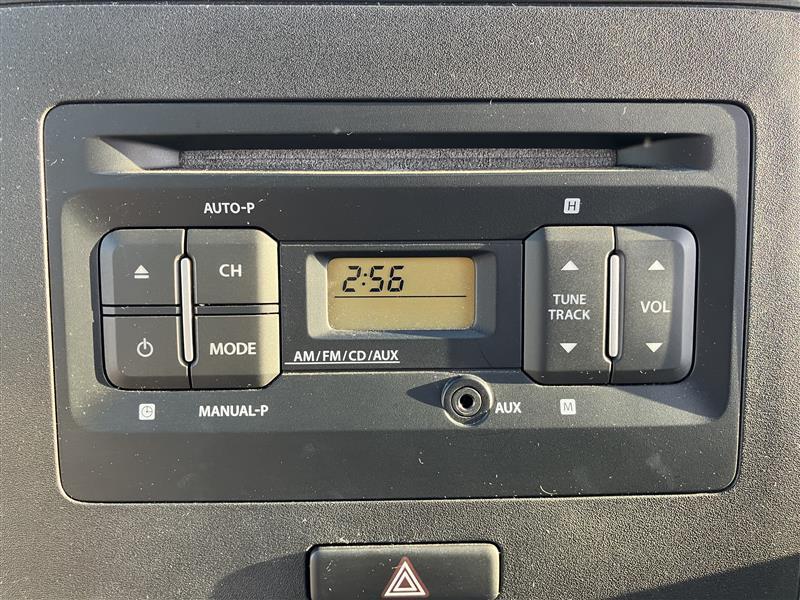 AUTO-P
H
CH
2:56
TUNE
TRACK
VOL
MODE
AM/FM/CD/AUX
MANUAL-P
AUX
M